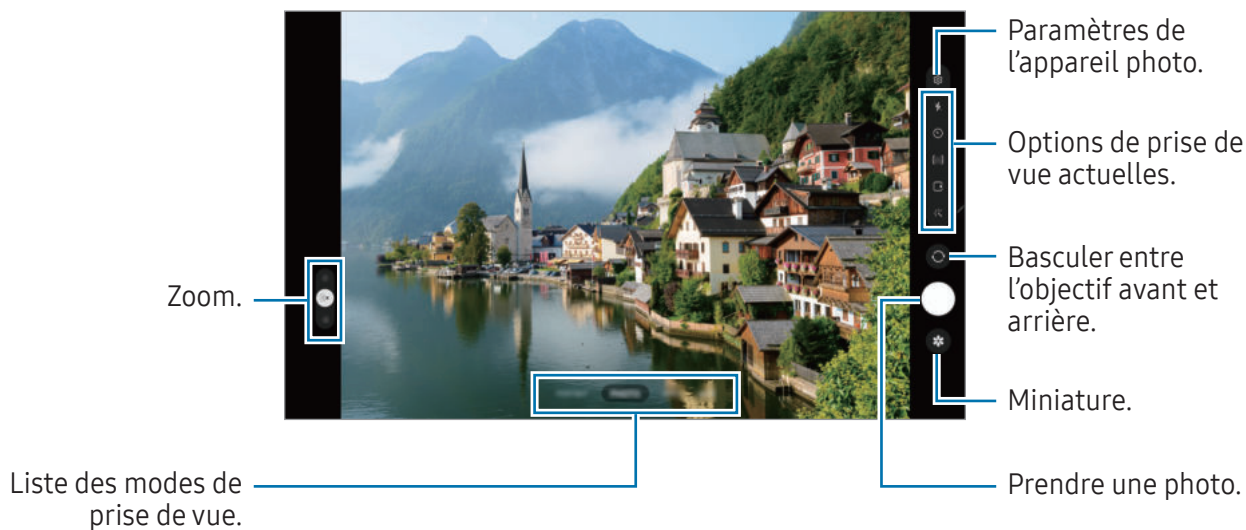 Paramètres de
l'appareil photo.
Options de prise de
vue actuelles.
Zoom.
Basculer entre
l'objectif avant et
arrière.
Miniature.
Liste des modes de
prise de vue.
Prendre une photo.